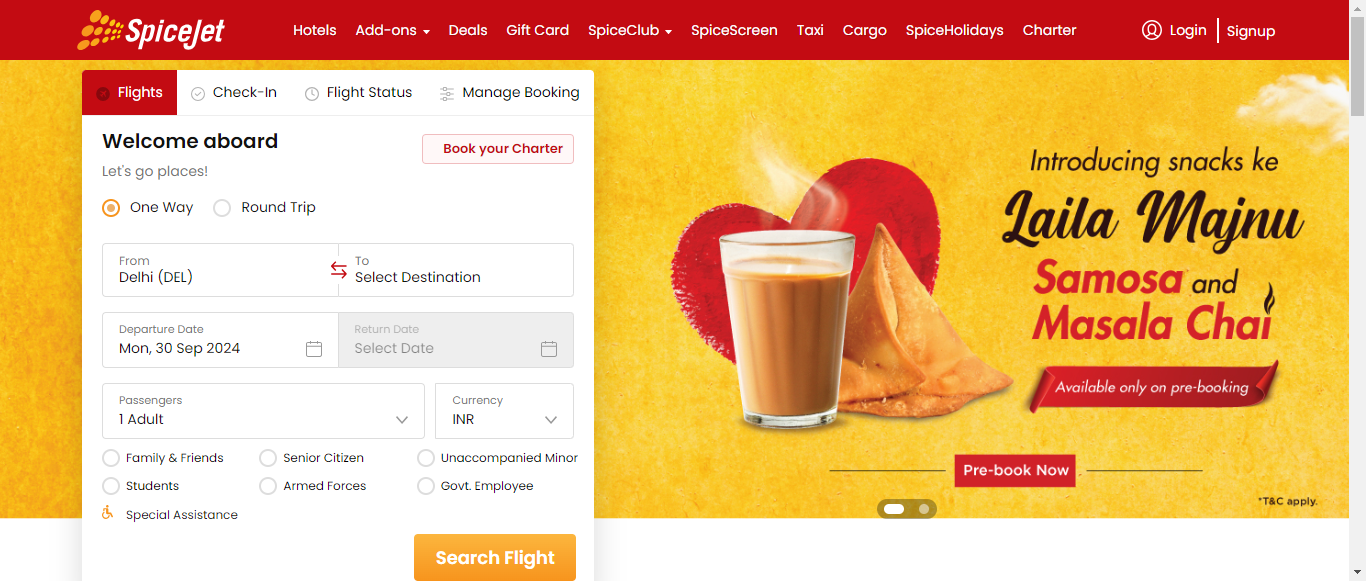 SpiceJet
Hotels Add-ons Deals Gift Card SpiceClub SpiceScreen Taxi Cargo SpiceHolidays Charter Login Signup
Flights Check-In Flight Status Manage Booking
Welcome aboard
Book your Charter
Let's go places!
One Way Round Trip
From To
Delhi (DEL) Select Destination
Departure Date Return Date
Mon, 30 Sep 2024 Select Date
Passengers Currency
1 Adult INR
Family & Friends Senior Citizen Unaccompanied Minor
Students Armed Forces Govt. Employee
Special Assistance
Search Flight
Introducing snacks ke
Laila Majnu
Samosa and
Masala Chai
Available only on pre-booking
Pre-book Now
*T&C apply.